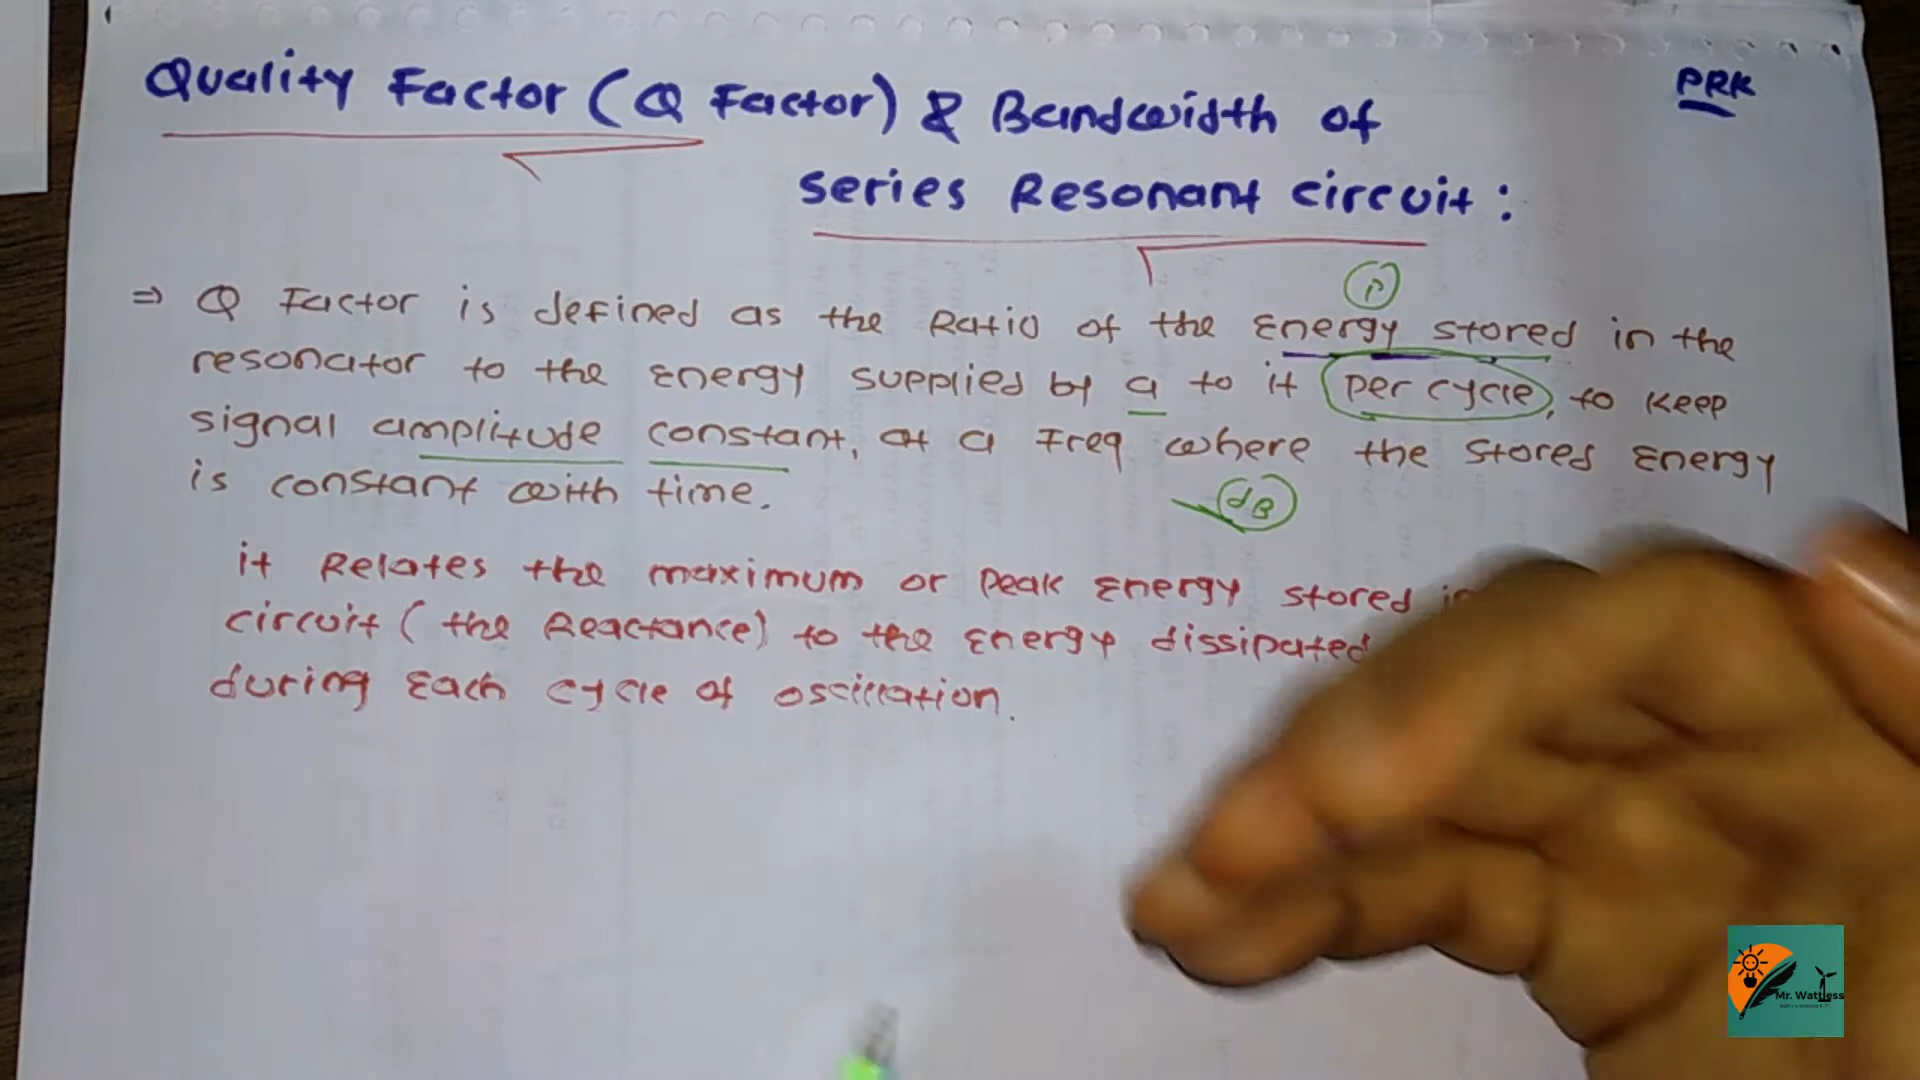 Quality Factor (Q Factor) & Bandwidth of
PRK
series Resonant circuit :
P
⇒ Q Factor is defined as the Ratio of the Energy stored in the
resonator to the Energy supplied by a to it per cycle, to keep
signal amplitude constant, at a Freq where the stored Energy
is constant with time.
dB
it Relates the maximum or peak Energy stored in
circuit ( the Reactance) to the Energy dissipated
during Each cycle of oscillation.
Mr. Wattless